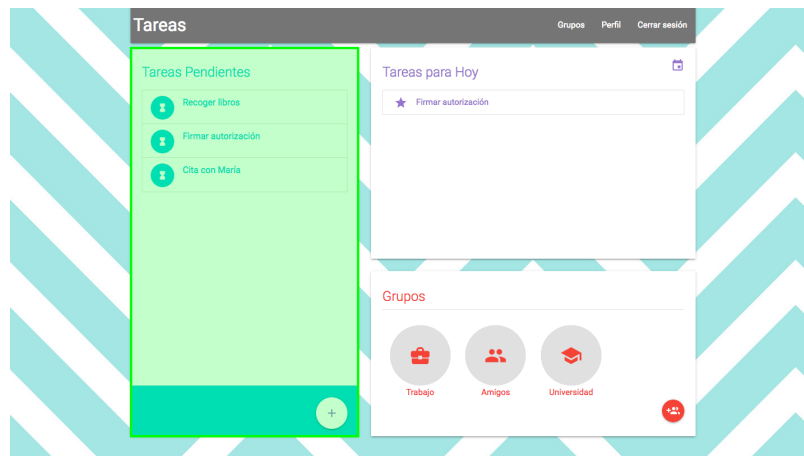 Tareas
Grupos Perfil Cerrar sesión
Tareas Pendientes
Recoger libros
Firmar autorización
Cita con María
Tareas para Hoy
Firmar autorización
Grupos
Trabajo Amigos Universidad